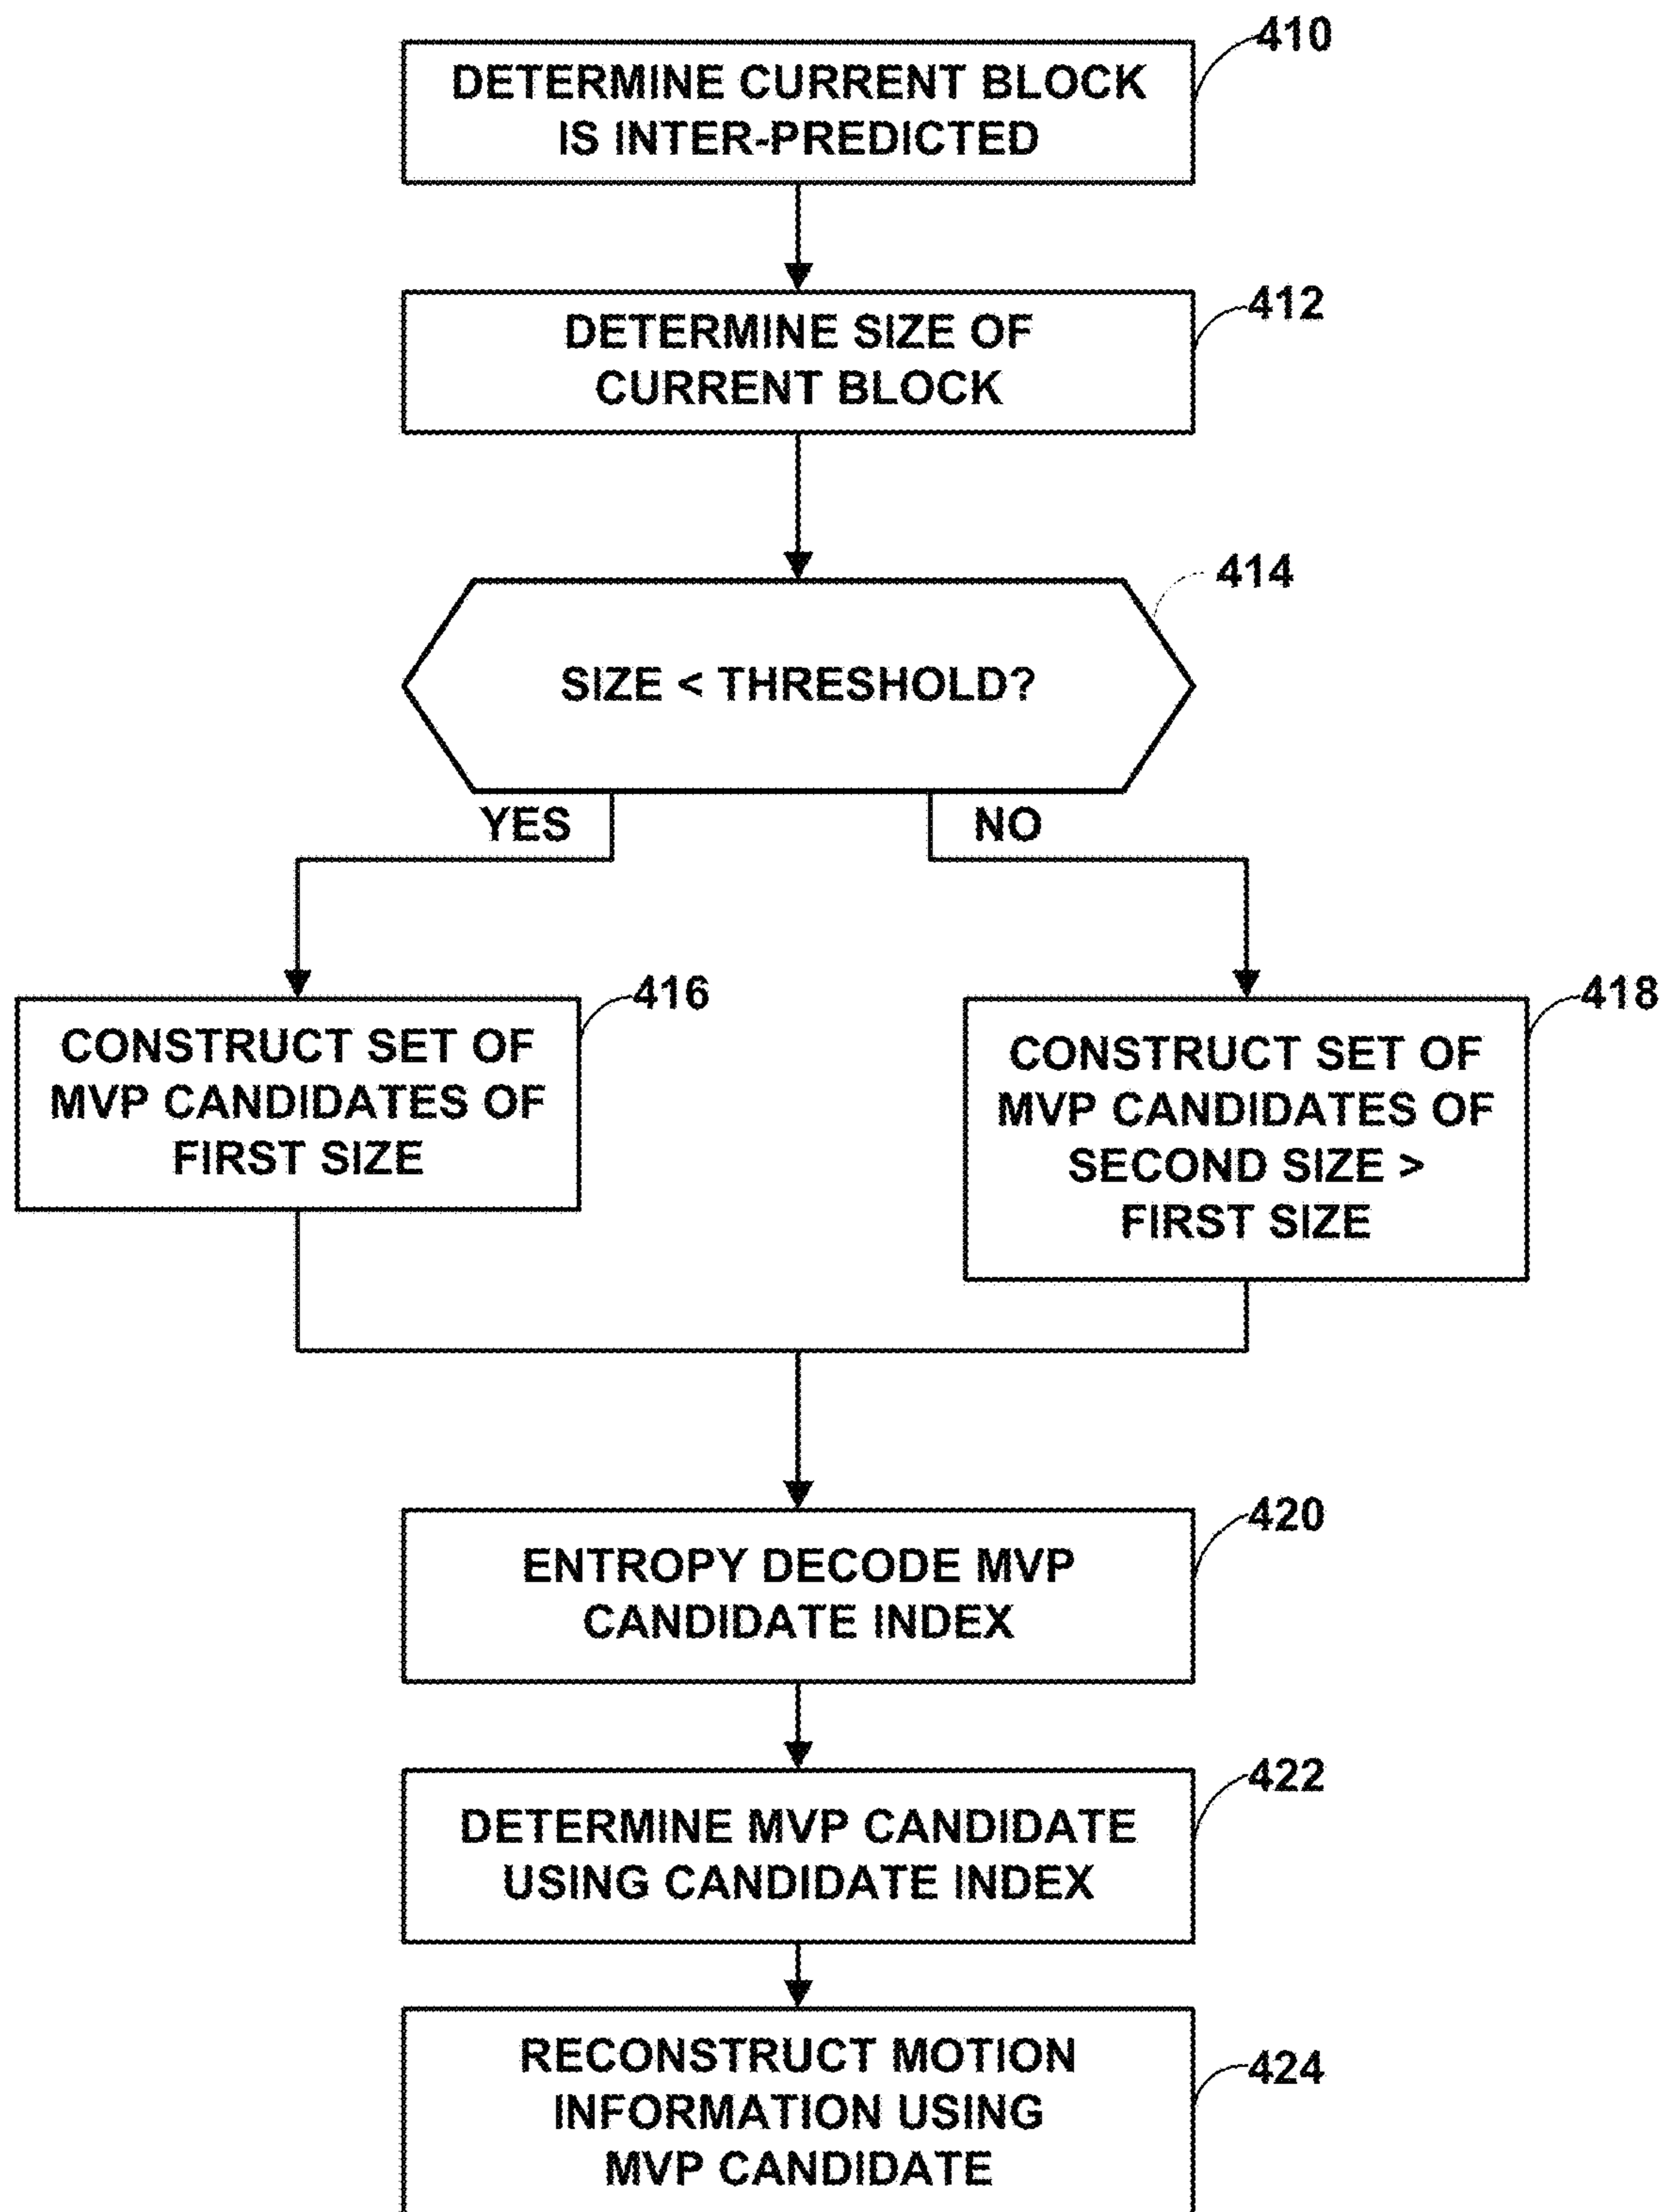 410
DETERMINE CURRENT BLOCK
IS INTER-PREDICTED
412
DETERMINE SIZE OF
CURRENT BLOCK
414
SIZE < THRESHOLD?
YES
NO
416
CONSTRUCT SET OF
MVP CANDIDATES OF
FIRST SIZE
418
CONSTRUCT SET OF
MVP CANDIDATES OF
SECOND SIZE >
FIRST SIZE
420
ENTROPY DECODE MVP
CANDIDATE INDEX
422
DETERMINE MVP CANDIDATE
USING CANDIDATE INDEX
424
RECONSTRUCT MOTION
INFORMATION USING
MVP CANDIDATE